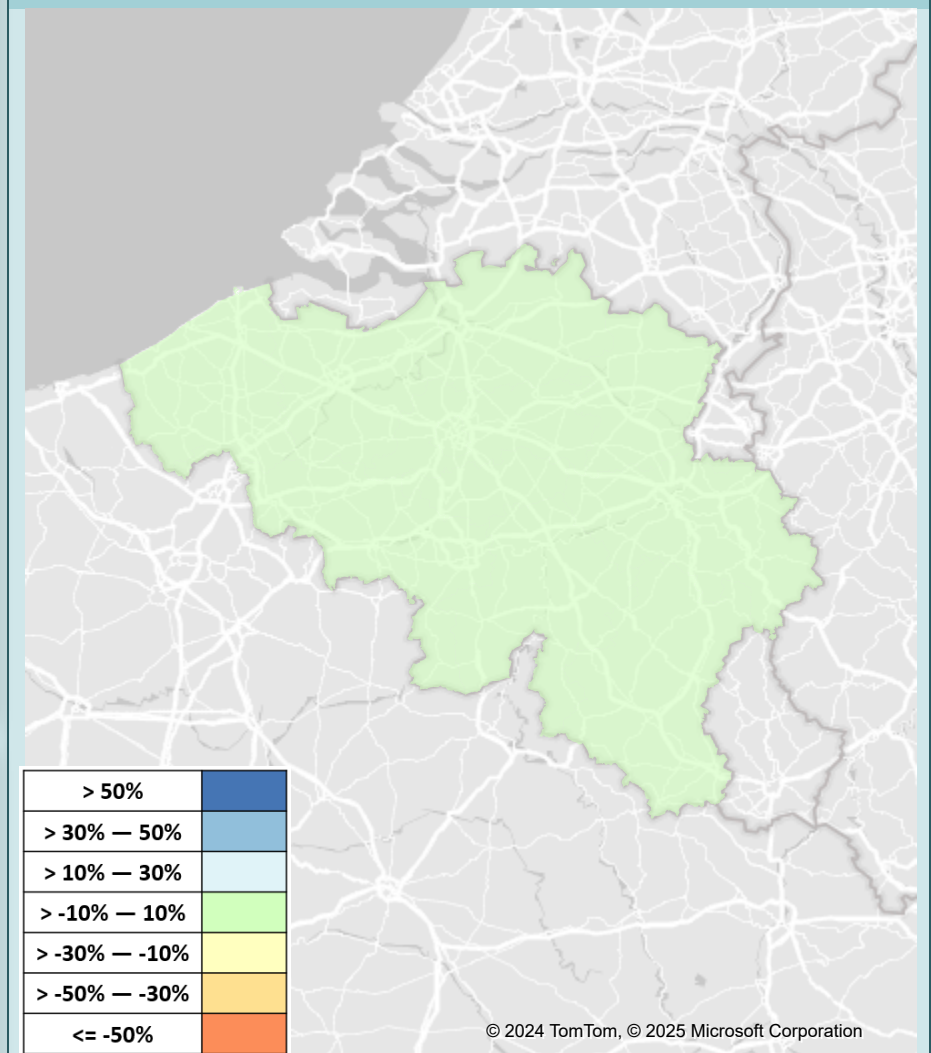 > 50%
> 30% — 50%
> 10% — 30%
> -10% — 10%
> -30% — -10%
> -50% — -30%
<= -50%
© 2024 TomTom, © 2025 Microsoft Corporation